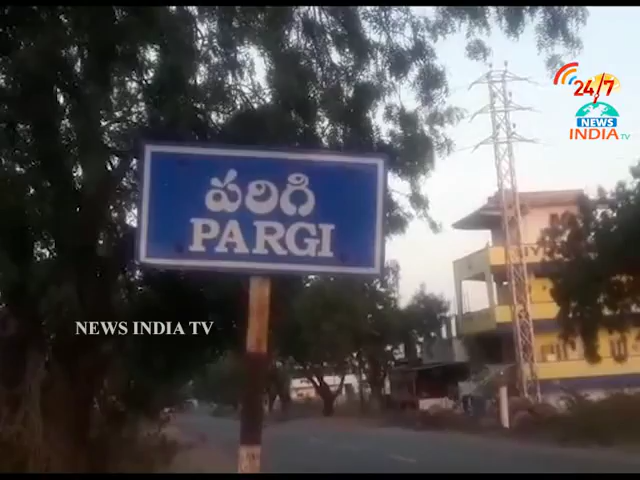 24/7
NEWS
INDIA TV
పరిగి
PARGI
NEWS INDIA TV